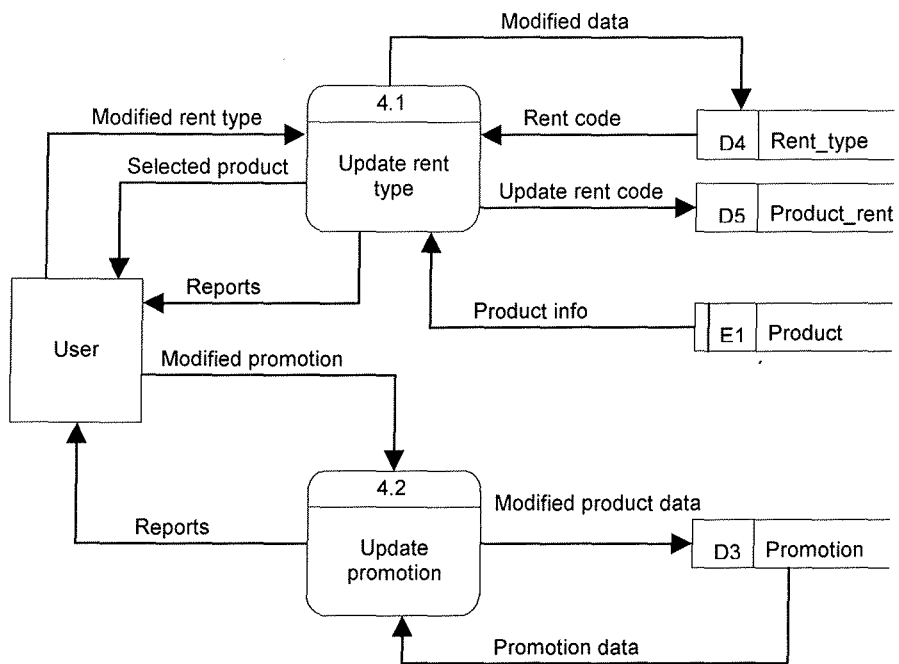 Modified data
4.1
Modified rent type
Rent code
D4 Rent_type
Update rent
type
Selected product
Update rent code
D5 Product_rent
Reports
Product info
E1 Product
User
Modified promotion
4.2
Modified product data
Reports
Update
promotion
D3 Promotion
Promotion data